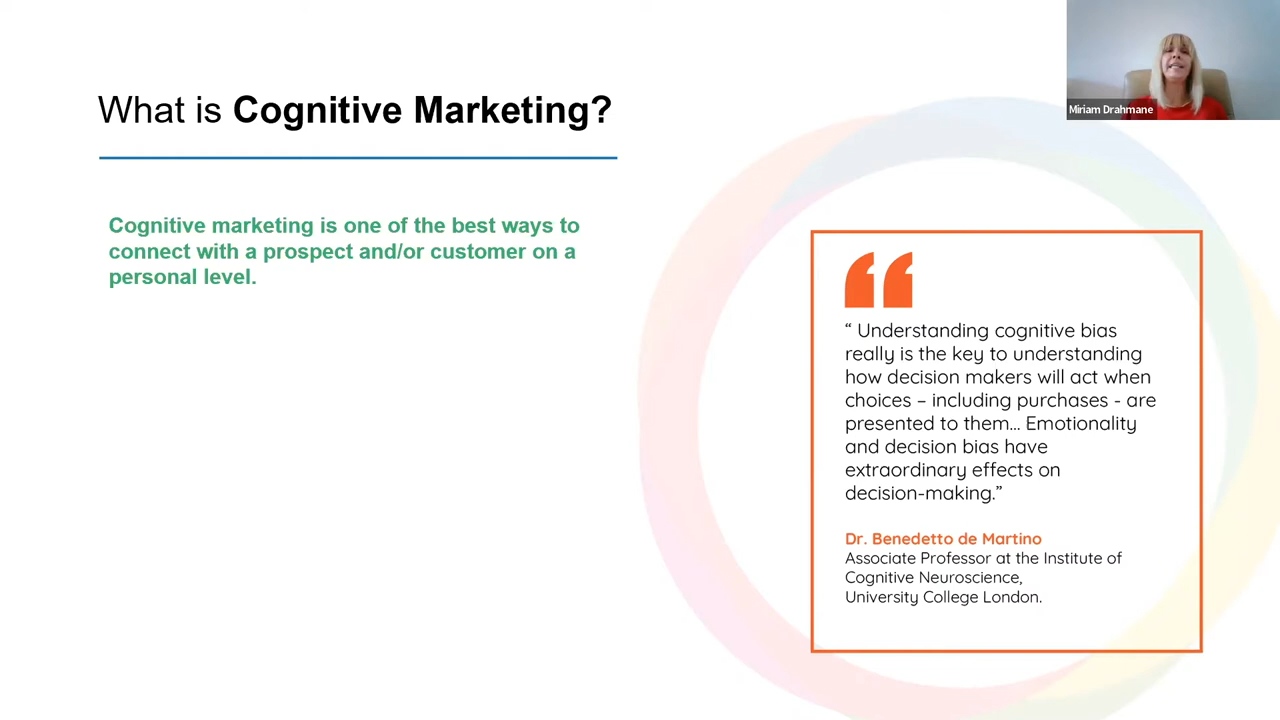 What is Cognitive Marketing?
Miriam Drahmane
Cognitive marketing is one of the best ways to
connect with a prospect and/or customer on a
personal level.
“ Understanding cognitive bias
really is the key to understanding
how decision makers will act when
choices – including purchases - are
presented to them... Emotionality
and decision bias have
extraordinary effects on
decision-making.”
Dr. Benedetto de Martino
Associate Professor at the Institute of
Cognitive Neuroscience,
University College London.